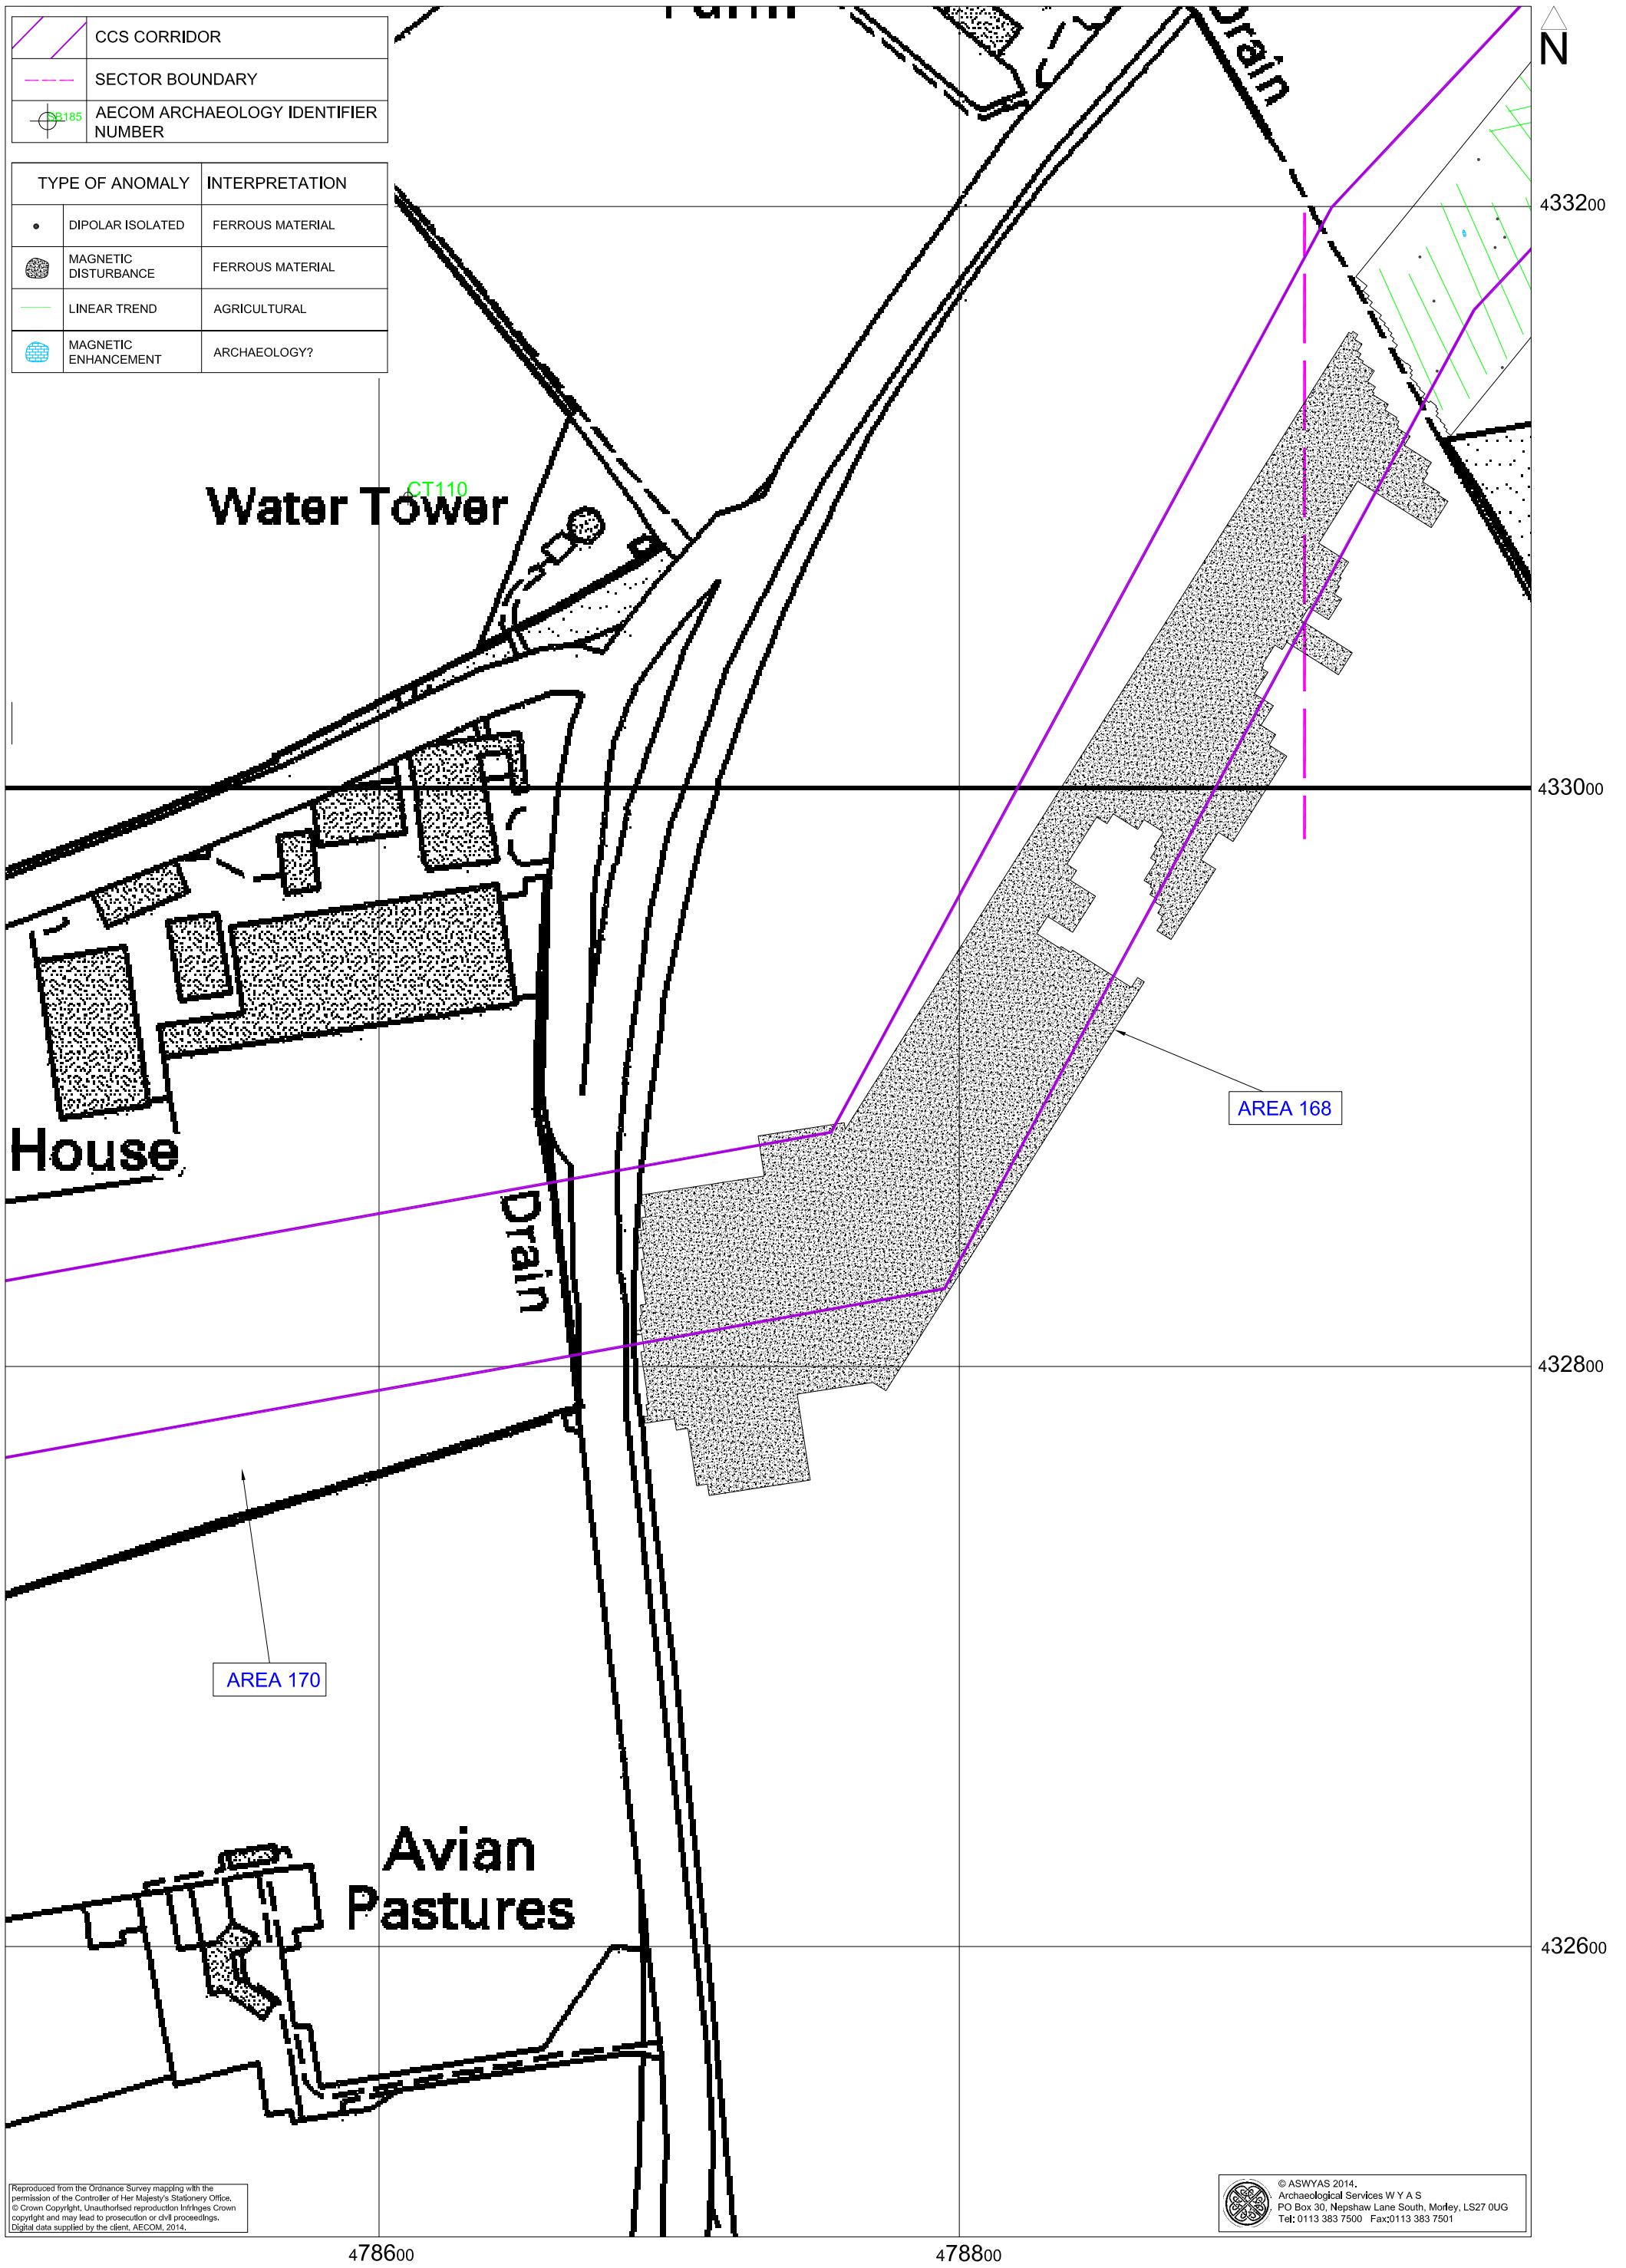 CCS CORRIDOR
SECTOR BOUNDARY
SB185
AECOM ARCHAEOLOGY IDENTIFIER
NUMBER
TYPE OF ANOMALY INTERPRETATION
DIPOLAR ISOLATED FERROUS MATERIAL
MAGNETIC
DISTURBANCE
FERROUS MATERIAL
LINEAR TREND AGRICULTURAL
MAGNETIC
ENHANCEMENT
ARCHAEOLOGY?
Drain
N
433200
CT110
Water Tower
433000
AREA 168
House
Drain
432800
AREA 170
Avian
Pastures
432600
Reproduced from the Ordnance Survey mapping with the
permission of the Controller of Her Majesty's Stationery Office.
© Crown Copyright. Unauthorised reproduction infringes Crown
copyright and may lead to prosecution or civil proceedings.
Digital data supplied by the client, AECOM, 2014.
© ASWYAS 2014.
Archaeological Services W Y A S
PO Box 30, Nepshaw Lane South, Morley, LS27 0UG
Tel: 0113 383 7500 Fax:0113 383 7501
478600
478800